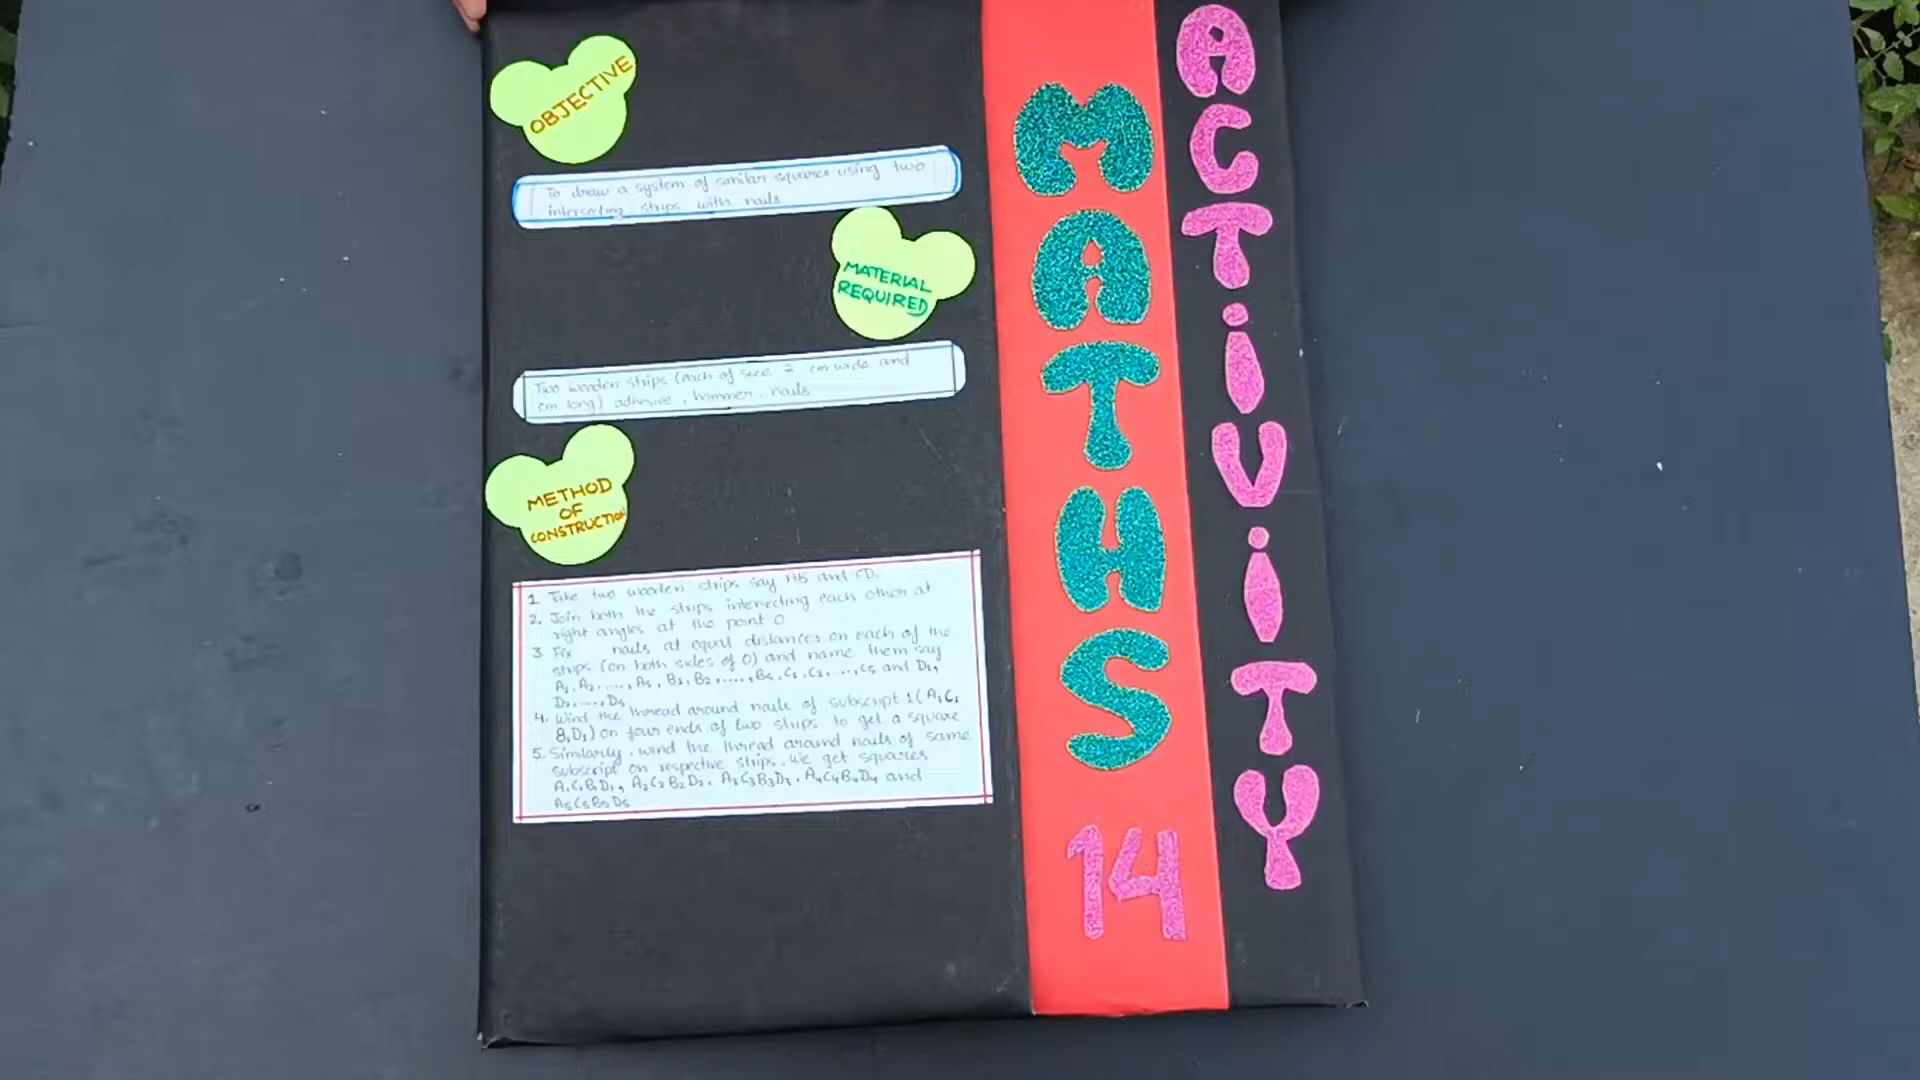 OBJECTIVE
To draw a system of similar squares using two
intersecting strips with nails
MATERIAL
REQUIRED
Two wooden strips (each of size = cm wide and
cm long) adhesive, hammer, nails
METHOD
OF
CONSTRUCTION
1. Take two wooden strips say AB and CD.
2. Join both the strips intersecting each other at
right angles at the point O
3. Fix nails at equal distances on each of the
strips (on both sides of O) and name them say
A₁, A₂, ...., A₅, B₁, B₂, ....., B₅, C₁, C₂, ...., C₅ and D₁,
D₂, ...., D₅
4. Wind the thread around nails of subscript 1 (A₁C₁
B₁D₁) on four ends of two strips to get a square
5. Similarly, wind the thread around nails of same
subscript on respective strips. We get squares
A₁C₁B₁D₁, A₂C₂B₂D₂, A₃C₃B₃D₃, A₄C₄B₄D₄ and
A₅C₅B₅D₅
MATHS
14
ACTiViTY